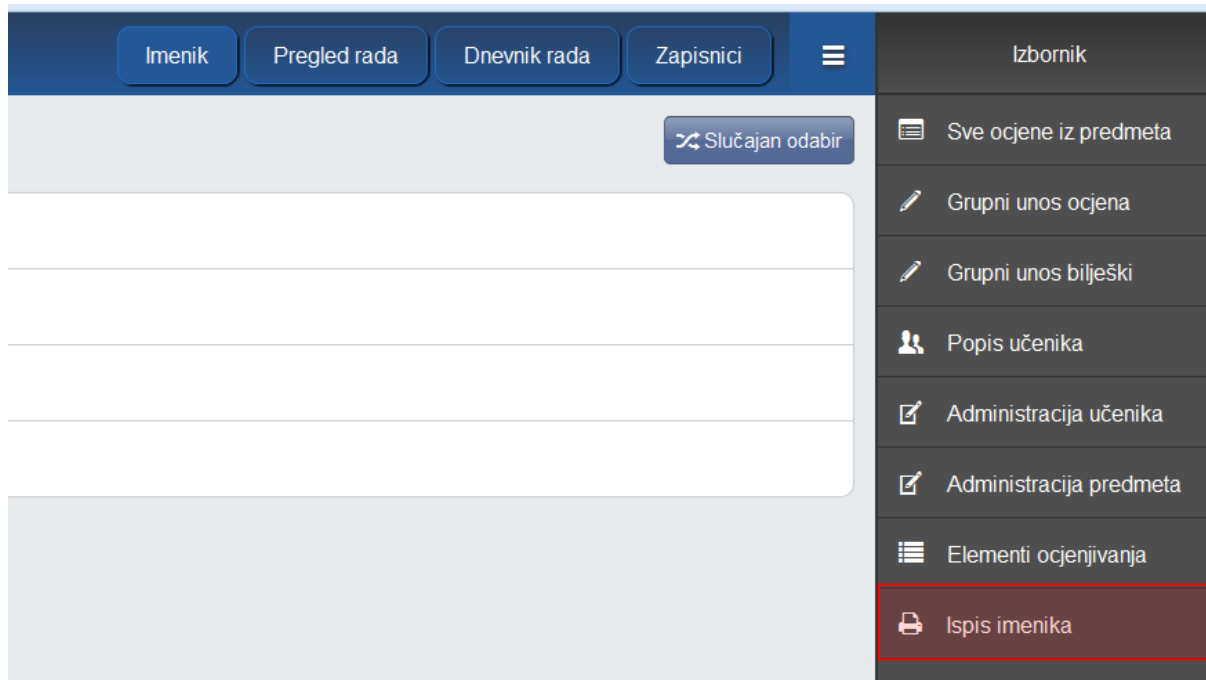 Imenik
Pregled rada
Dnevnik rada
Zapisnici
Izbornik
Slučajan odabir
Sve ocjene iz predmeta
Grupni unos ocjena
Grupni unos bilješki
Popis učenika
Administracija učenika
Administracija predmeta
Elementi ocjenjivanja
Ispis imenika